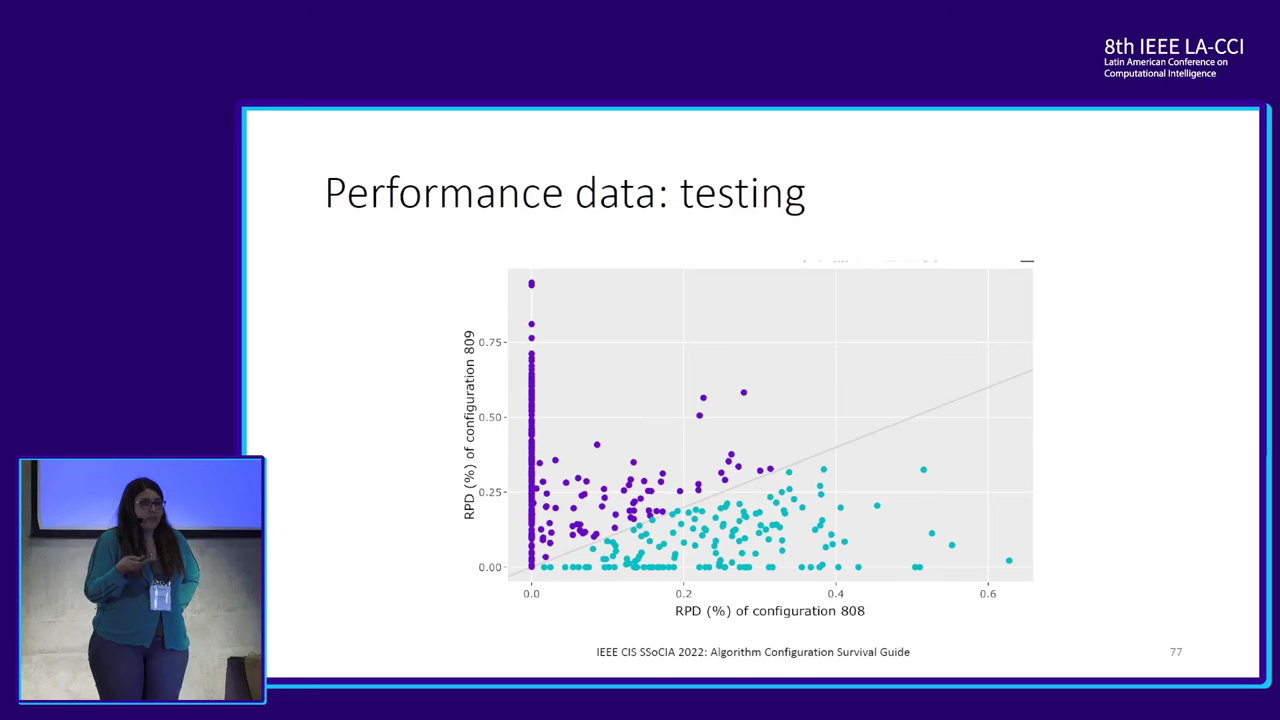 8th IEEE LA-CCI
Latin American Conference on
Computational Intelligence
Performance data: testing
RPD (%) of configuration 809
0.75
0.50
0.25
0.00
0.0 0.2 0.4 0.6
RPD (%) of configuration 808
IEEE CIS SSoCIA 2022: Algorithm Configuration Survival Guide
77